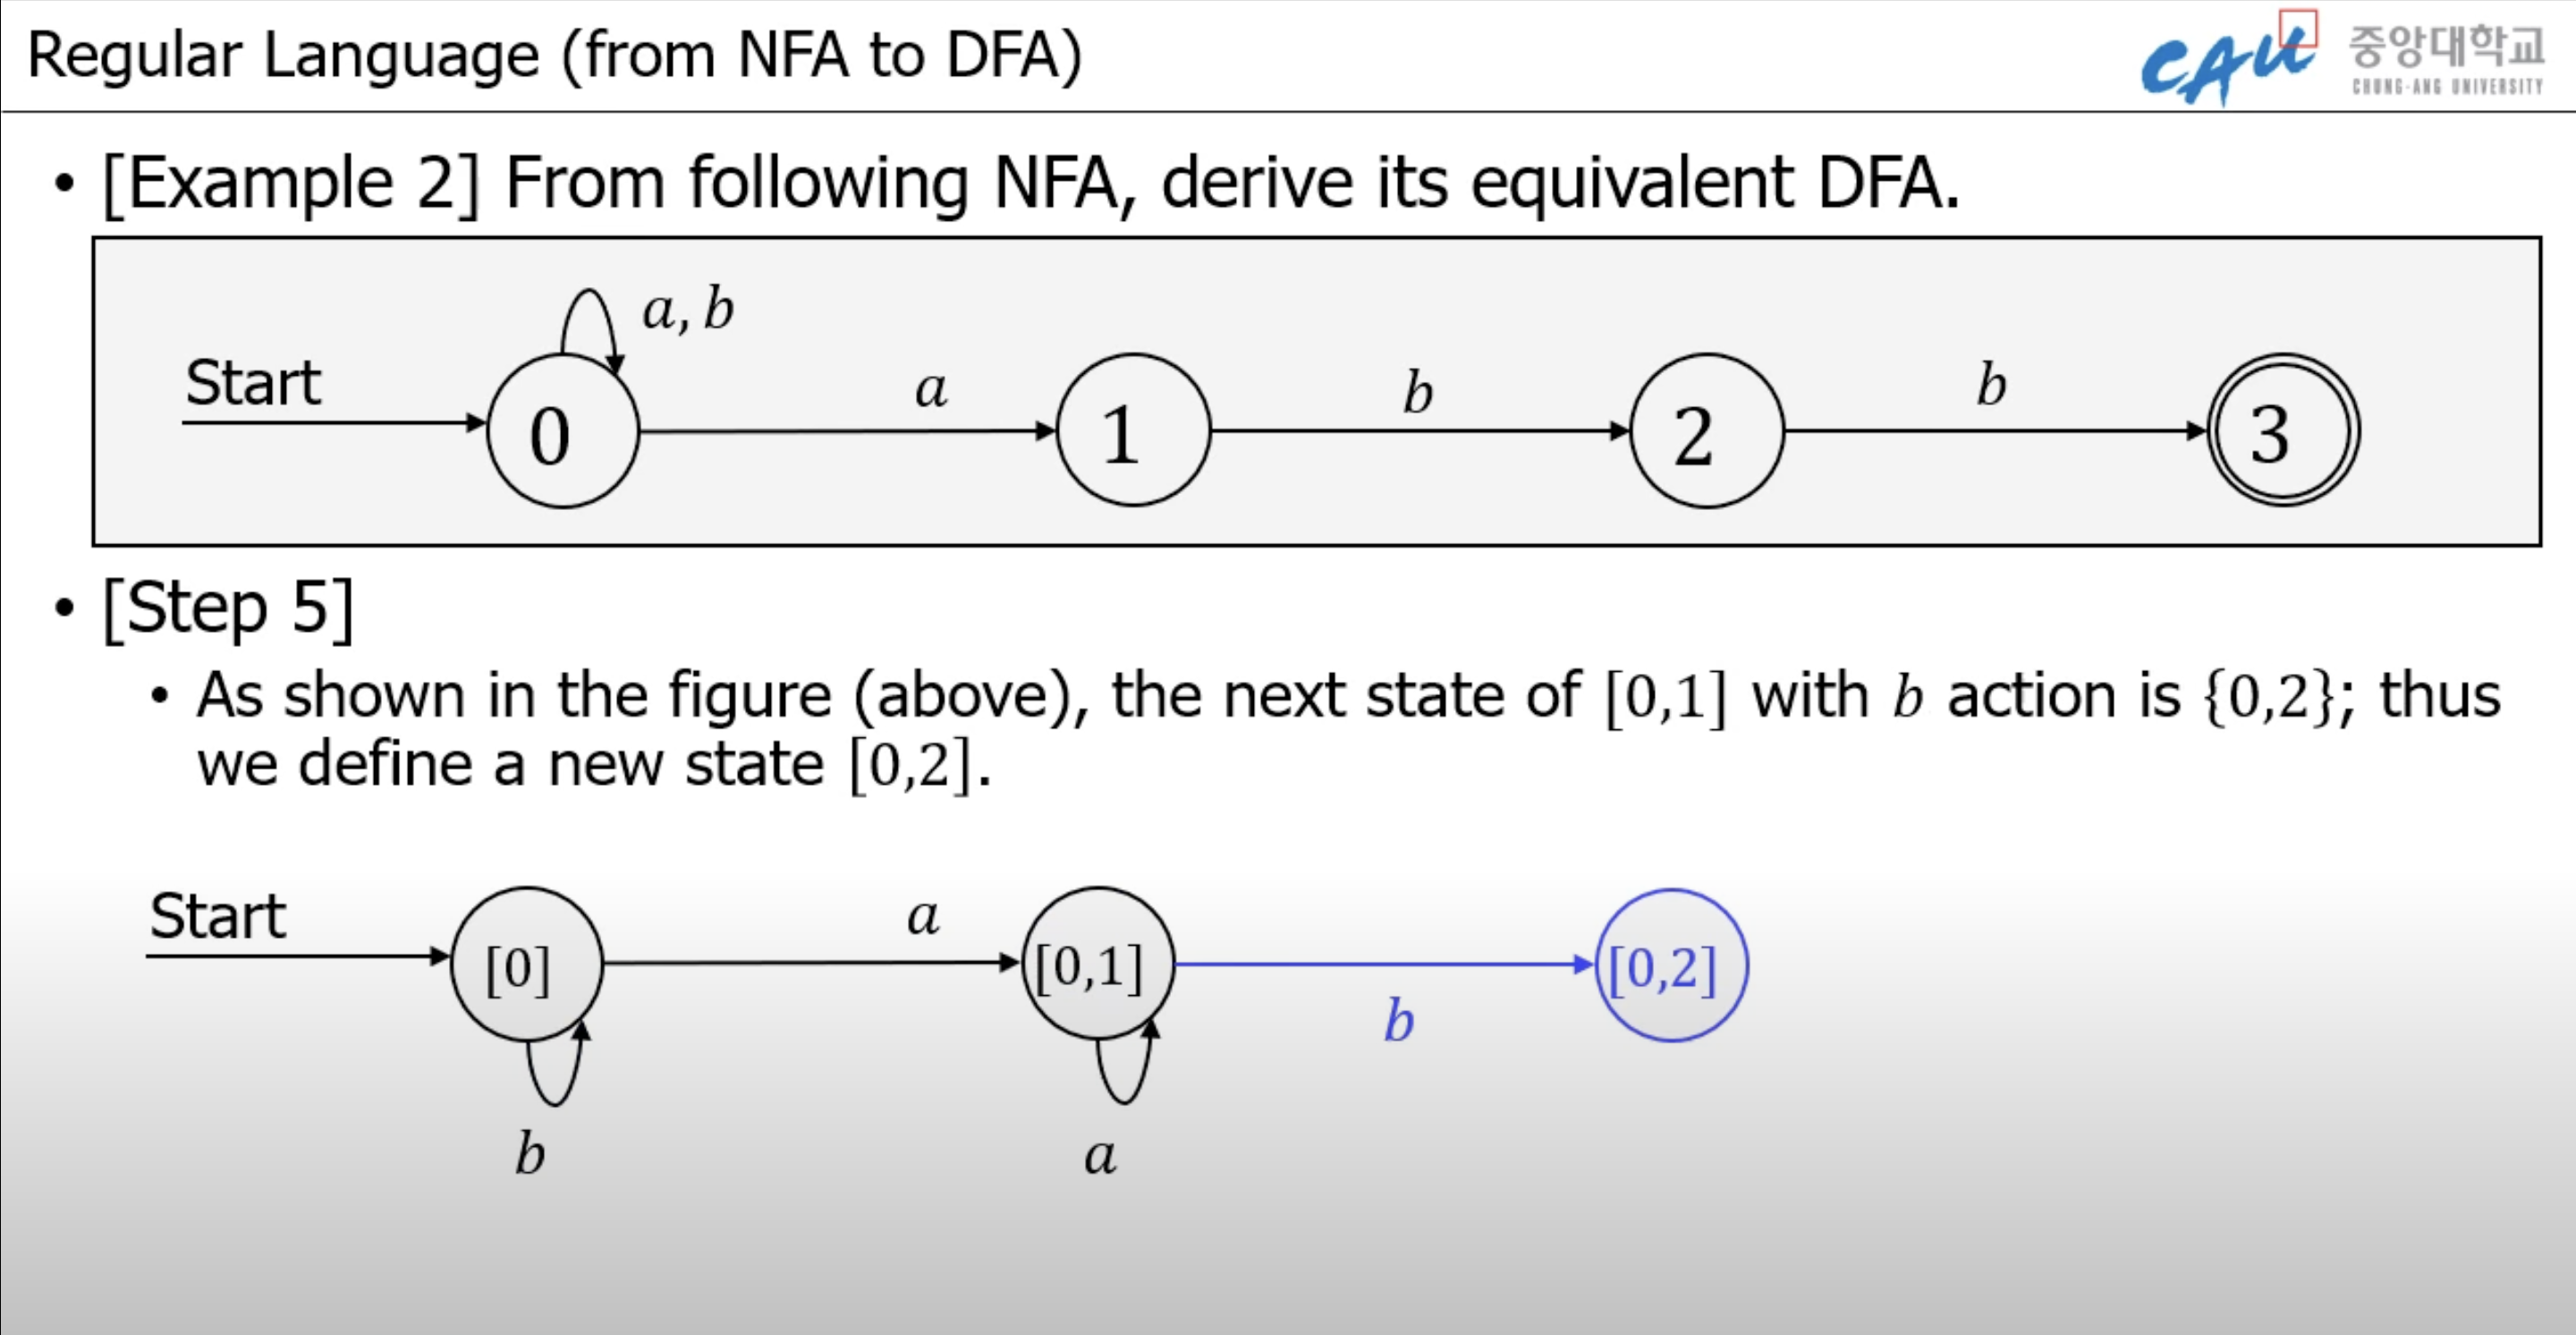 Regular Language (from NFA to DFA)
CAU
중앙대학교
CHUNG-ANG UNIVERSITY
• [Example 2] From following NFA, derive its equivalent DFA.
a, b
Start
0
a
1
b
2
b
3
• [Step 5]
• As shown in the figure (above), the next state of [0,1] with b action is {0,2}; thus
we define a new state [0,2].
Start
[0]
a
[0,1]
b
[0,2]
b
a